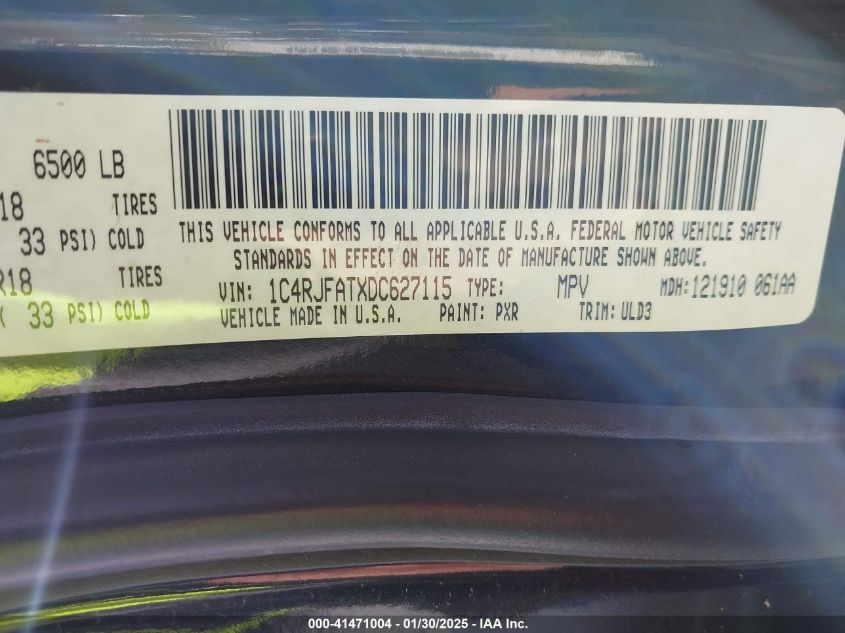 6500 LB
18 TIRES
33 PSI) COLD
R18 TIRES
( 33 PSI) COLD
THIS VEHICLE CONFORMS TO ALL APPLICABLE U.S.A. FEDERAL MOTOR VEHICLE SAFETY
STANDARDS IN EFFECT ON THE DATE OF MANUFACTURE SHOWN ABOVE.
VIN: 1C4RJFATXDC627115 TYPE: MPV MDH:121910 061AA
VEHICLE MADE IN U.S.A. PAINT: PXR TRIM: ULD3
000-41471004 - 01/30/2025 - IAA Inc.